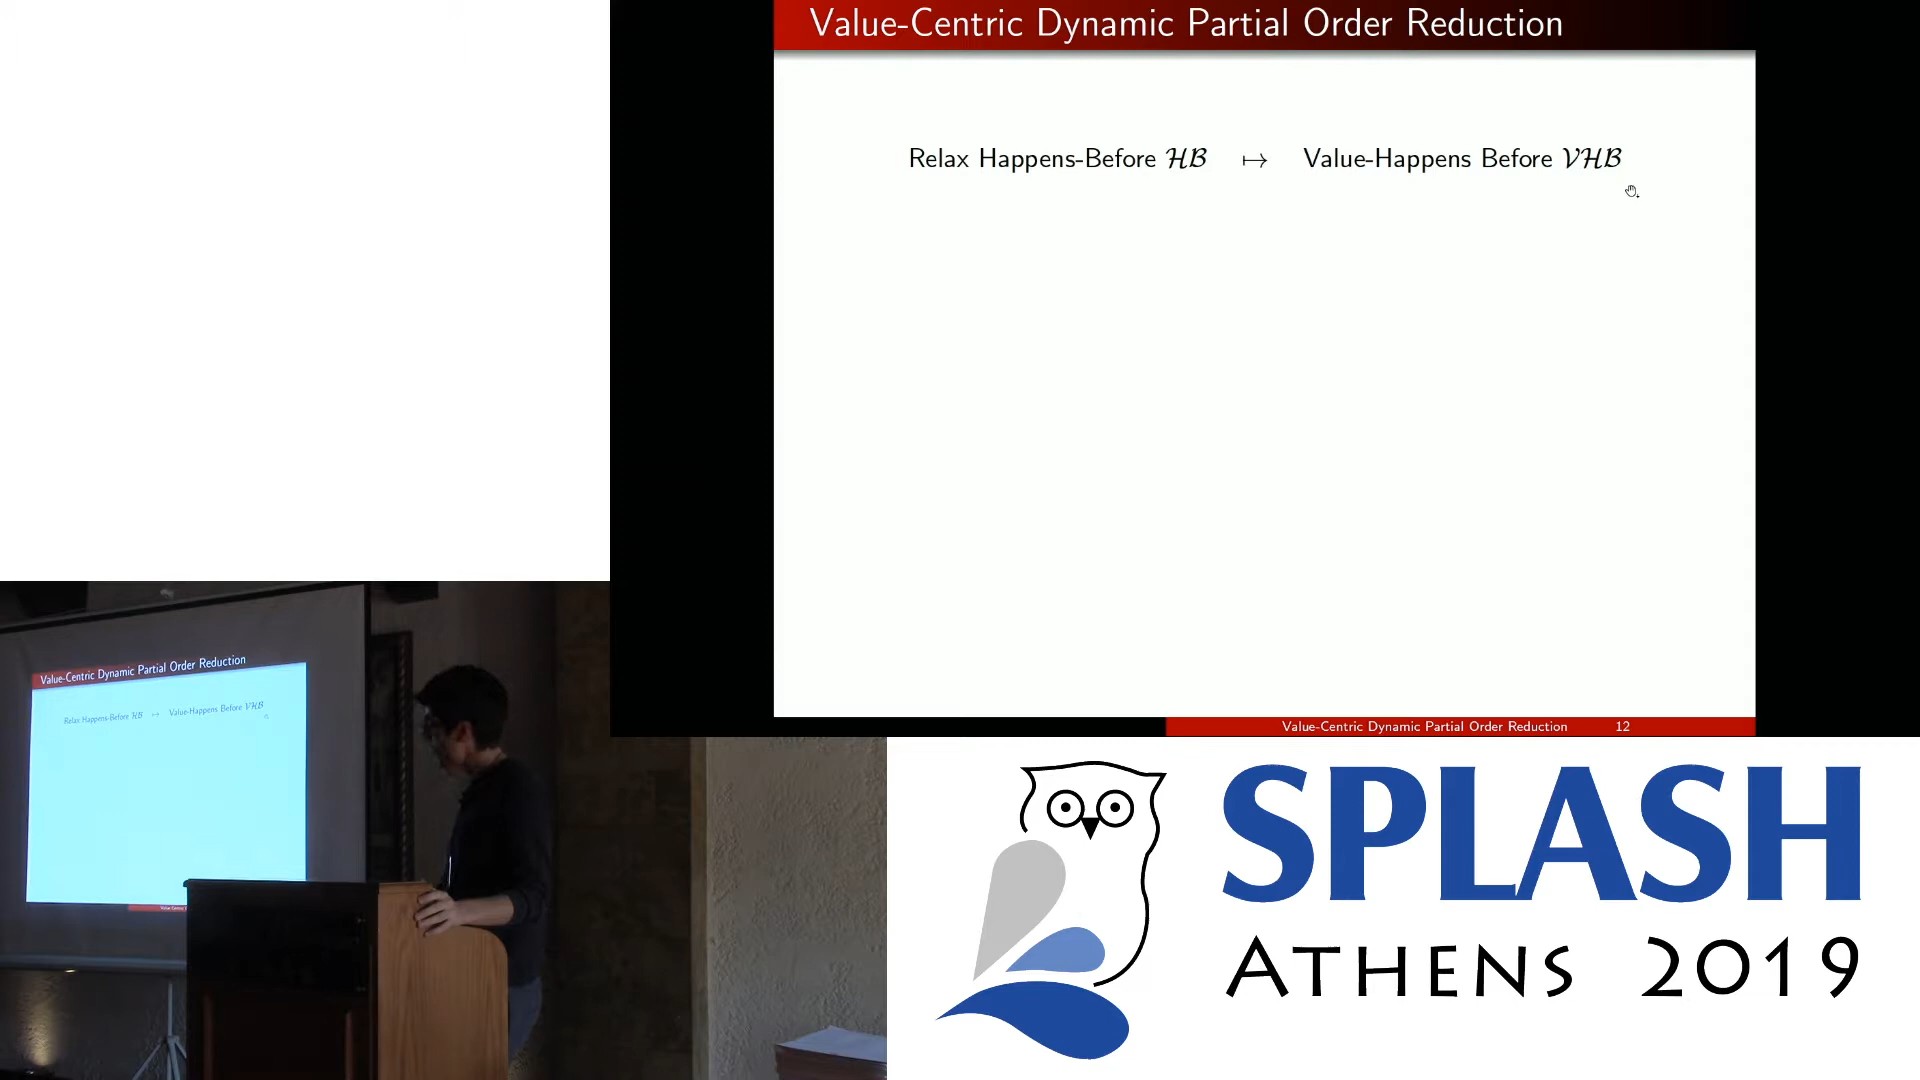 Value-Centric Dynamic Partial Order Reduction
Relax Happens-Before ℋℬ ↦ Value-Happens Before 𝒱ℋℬ
Value-Centric Dynamic Partial Order Reduction 12
Value-Centric Dynamic Partial Order Reduction
Relax Happens-Before ℋℬ ↦ Value-Happens Before 𝒱ℋℬ
SPLASH
ATHENS 2019